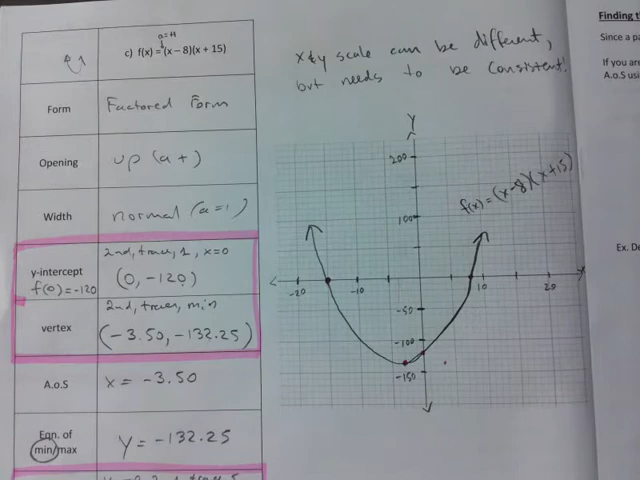 a=+1
c) f(x) = (x – 8)(x + 15)
x & y scale can be different,
but needs to be consistent!
Form
Factored Form
Opening
up (a +)
Width
normal (a=1)
y-intercept
f(0) = -120
2nd, trace, 1, x=0
(0, -120)
vertex
2nd, trace, min
(-3.50, -132.25)
A.o.S
x = -3.50
Eqn. of
min/max
y = -132.25
Y
200
100
-50
-100
-150
-20
-10
10
20
x
f(x) = (x-8)(x+15)
Finding t
Since a pa
If you are
A.o.S usi
Ex. De